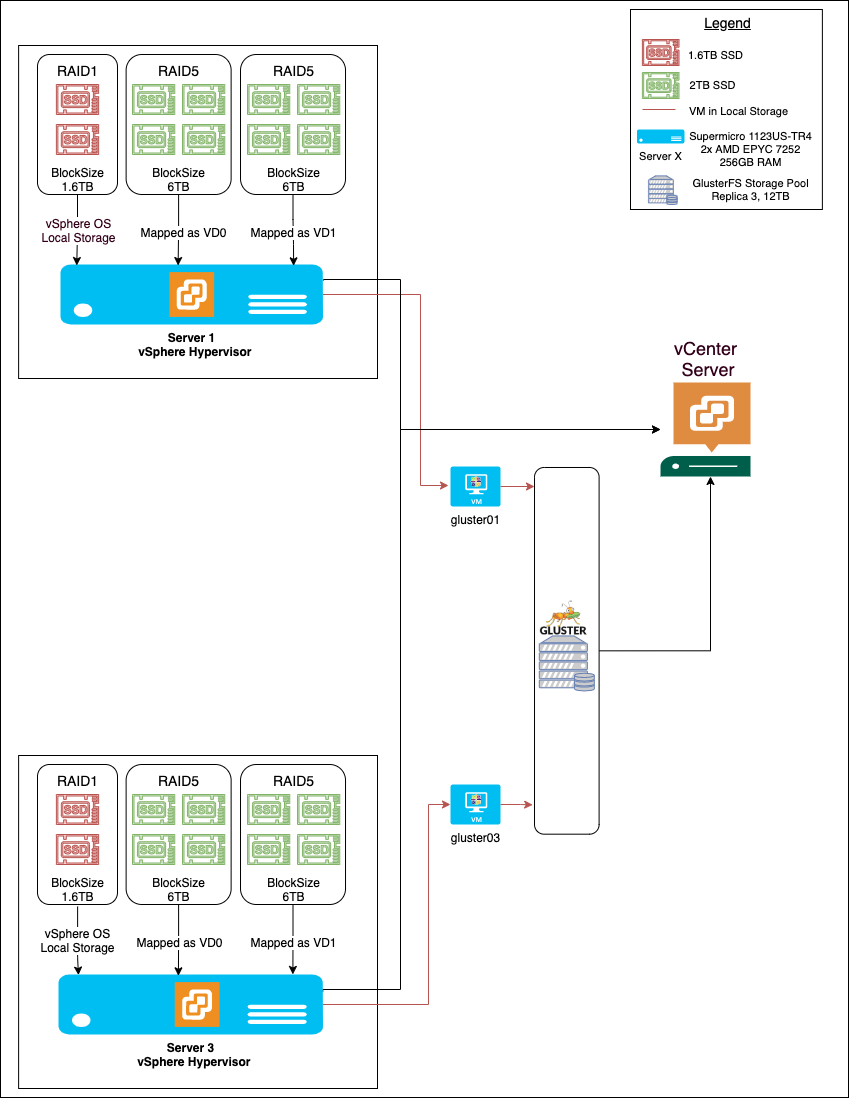 Legend
1.6TB SSD
2TB SSD
VM in Local Storage
Supermicro 1123US-TR4
2x AMD EPYC 7252
256GB RAM
Server X
GlusterFS Storage Pool
Replica 3, 12TB
RAID1
SSD
SSD
BlockSize
1.6TB
RAID5
SSD SSD
SSD SSD
BlockSize
6TB
RAID5
SSD SSD
SSD SSD
BlockSize
6TB
vSphere OS
Local Storage
Mapped as VD0
Mapped as VD1
Server 1
vSphere Hypervisor
vCenter
Server
VM
gluster01
GLUSTER
VM
gluster03
RAID1
SSD
SSD
BlockSize
1.6TB
RAID5
SSD SSD
SSD SSD
BlockSize
6TB
RAID5
SSD SSD
SSD SSD
BlockSize
6TB
vSphere OS
Local Storage
Mapped as VD0
Mapped as VD1
Server 3
vSphere Hypervisor